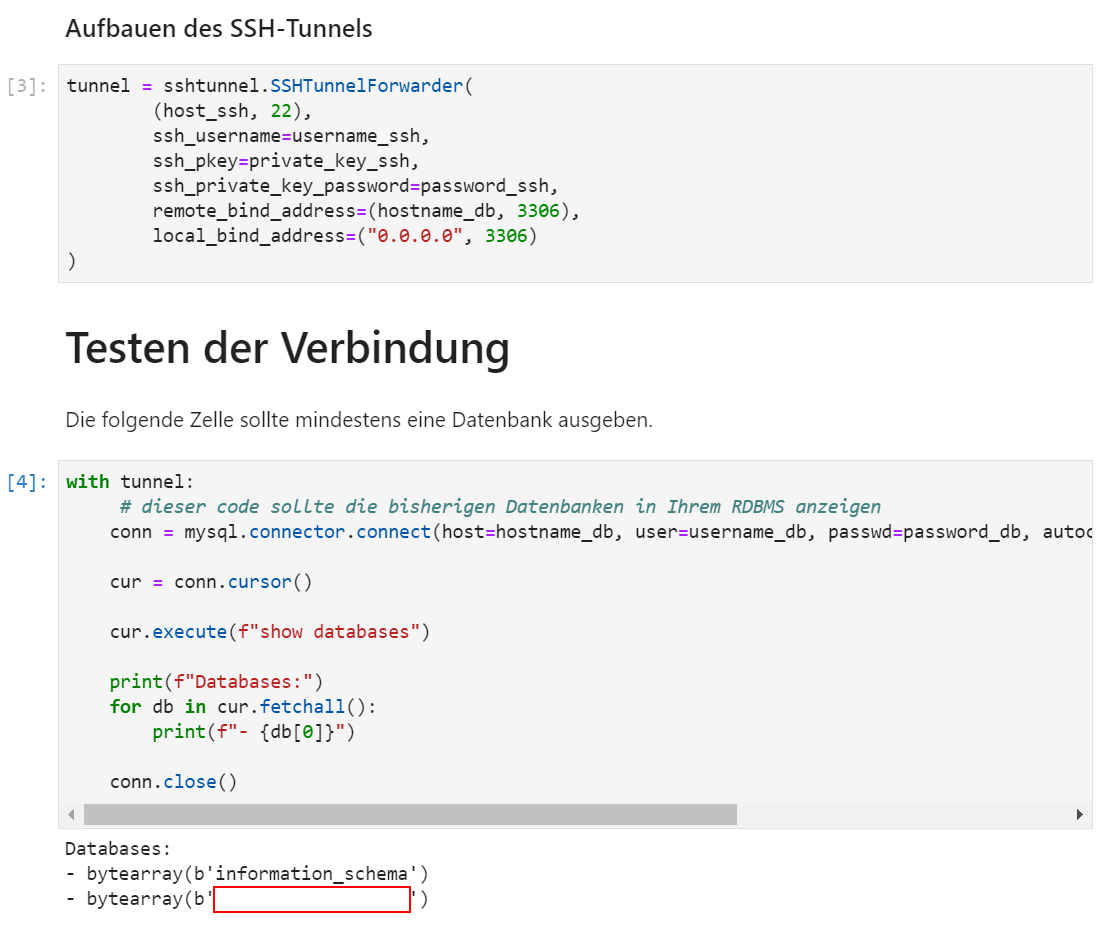 Aufbauen des SSH-Tunnels
[3]:
tunnel = sshtunnel.SSHTunnelForwarder(
(host_ssh, 22),
ssh_username=username_ssh,
ssh_pkey=private_key_ssh,
ssh_private_key_password=password_ssh,
remote_bind_address=(hostname_db, 3306),
local_bind_address=("0.0.0.0", 3306)
)
Testen der Verbindung
Die folgende Zelle sollte mindestens eine Datenbank ausgeben.
[4]:
with tunnel:
# dieser code sollte die bisherigen Datenbanken in Ihrem RDBMS anzeigen
conn = mysql.connector.connect(host=hostname_db, user=username_db, passwd=password_db, autoc
cur = conn.cursor()
cur.execute(f"show databases")
print(f"Databases:")
for db in cur.fetchall():
print(f"- {db[0]}")
conn.close()
Databases:
- bytearray(b'information_schema')
- bytearray(b' ')